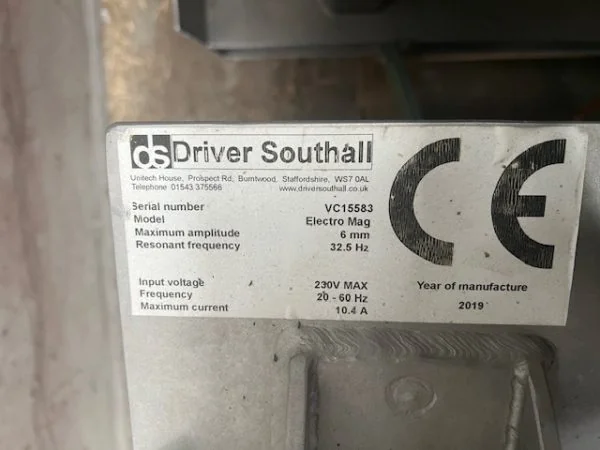 ds Driver Southall
Unitech House, Prospect Rd, Burntwood, Staffordshire, WS7 0AL
Telephone 01543 375566 www.driversouthall.co.uk
Serial number VC15583
Model Electro Mag
Maximum amplitude 6 mm
Resonant frequency 32.5 Hz
CE
Input voltage 230V MAX
Frequency 20 - 60 Hz
Maximum current 10.4 A
Year of manufacture
2019